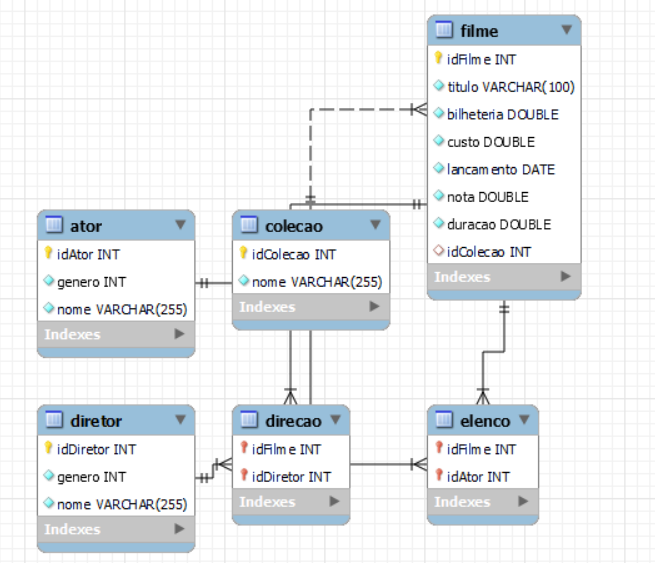 filme
idFilme INT
titulo VARCHAR(100)
bilheteria DOUBLE
custo DOUBLE
lancamento DATE
nota DOUBLE
duracao DOUBLE
idColecao INT
Indexes
ator
idAtor INT
genero INT
nome VARCHAR(255)
Indexes
colecao
idColecao INT
nome VARCHAR(255)
Indexes
diretor
idDiretor INT
genero INT
nome VARCHAR(255)
Indexes
direcao
idFilme INT
idDiretor INT
Indexes
elenco
idFilme INT
idAtor INT
Indexes